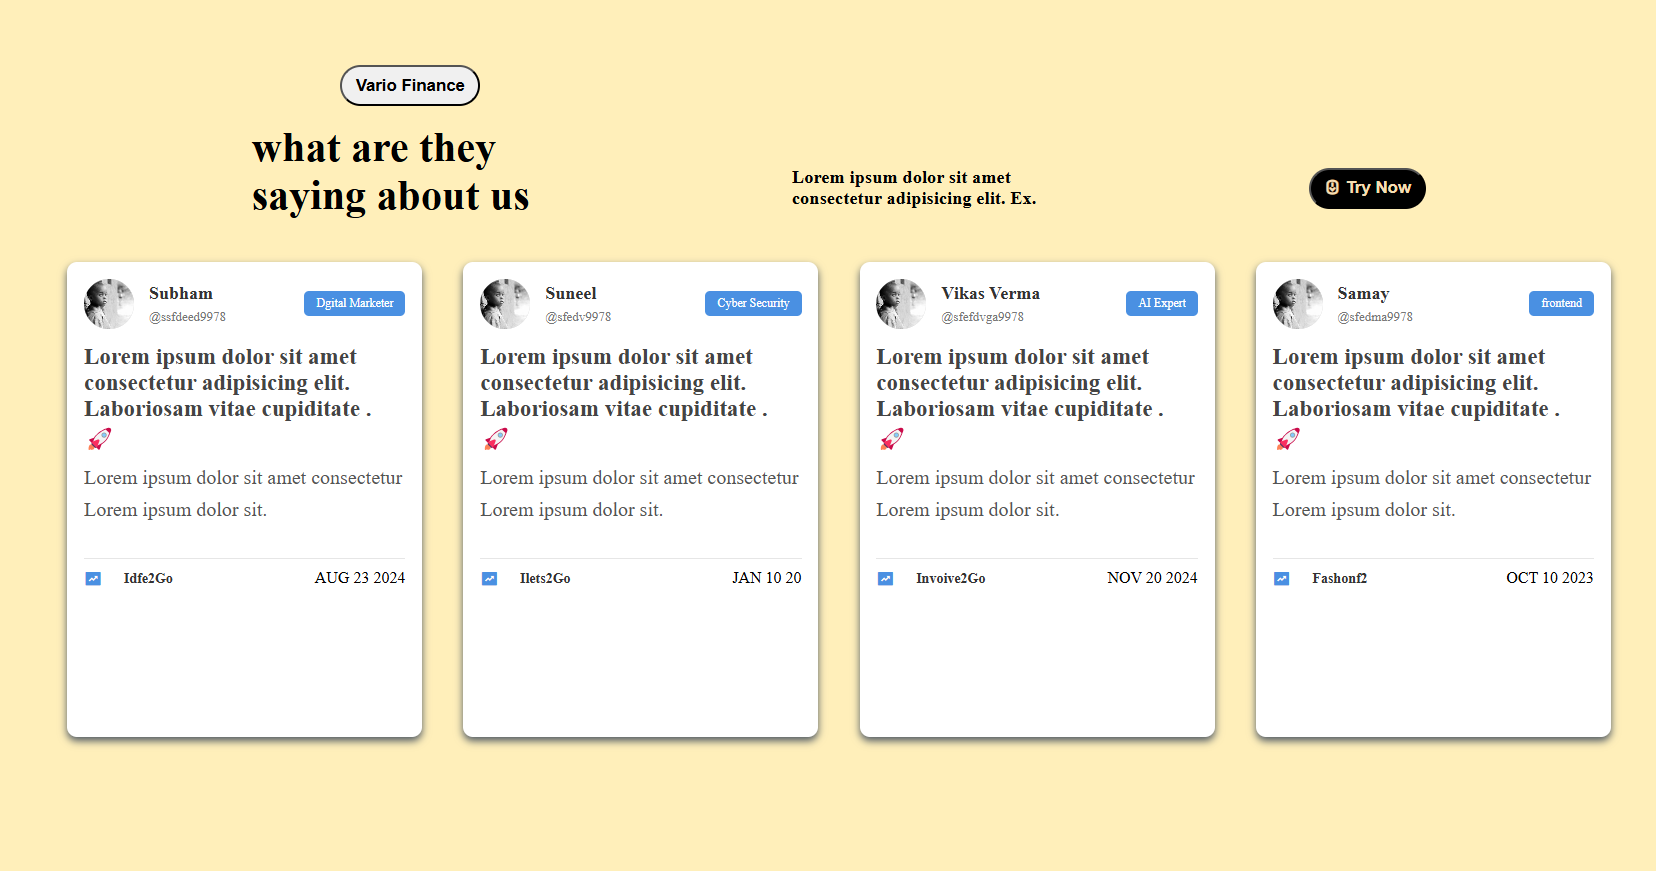 Vario Finance
what are they
saying about us
Lorem ipsum dolor sit amet
consectetur adipisicing elit. Ex.
Try Now
Subham
@ssfdeed9978
Dgital Marketer
Lorem ipsum dolor sit amet
consectetur adipisicing elit.
Laboriosam vitae cupiditate .
🚀
Lorem ipsum dolor sit amet consectetur
Lorem ipsum dolor sit.
Idfe2Go
AUG 23 2024
Suneel
@sfedv9978
Cyber Security
Lorem ipsum dolor sit amet
consectetur adipisicing elit.
Laboriosam vitae cupiditate .
🚀
Lorem ipsum dolor sit amet consectetur
Lorem ipsum dolor sit.
Ilets2Go
JAN 10 20
Vikas Verma
@sfefdvga9978
AI Expert
Lorem ipsum dolor sit amet
consectetur adipisicing elit.
Laboriosam vitae cupiditate .
🚀
Lorem ipsum dolor sit amet consectetur
Lorem ipsum dolor sit.
Invoive2Go
NOV 20 2024
Samay
@sfedma9978
frontend
Lorem ipsum dolor sit amet
consectetur adipisicing elit.
Laboriosam vitae cupiditate .
🚀
Lorem ipsum dolor sit amet consectetur
Lorem ipsum dolor sit.
Fashonf2
OCT 10 2023